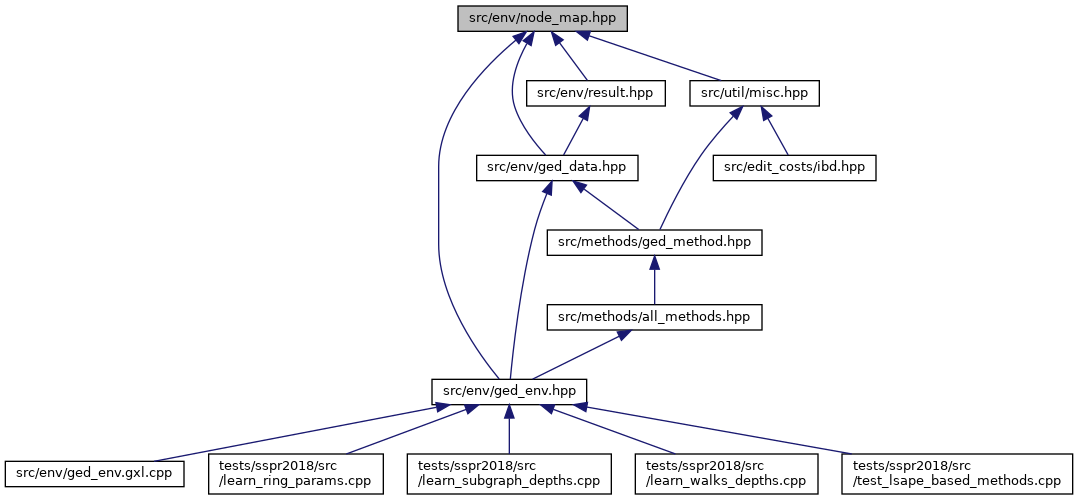 src/env/node_map.hpp
src/env/result.hpp
src/util/misc.hpp
src/env/ged_data.hpp
src/edit_costs/ibd.hpp
src/methods/ged_method.hpp
src/methods/all_methods.hpp
src/env/ged_env.hpp
src/env/ged_env.gxl.cpp
tests/sspr2018/src
/learn_ring_params.cpp
tests/sspr2018/src
/learn_subgraph_depths.cpp
tests/sspr2018/src
/learn_walks_depths.cpp
tests/sspr2018/src
/test_lsape_based_methods.cpp